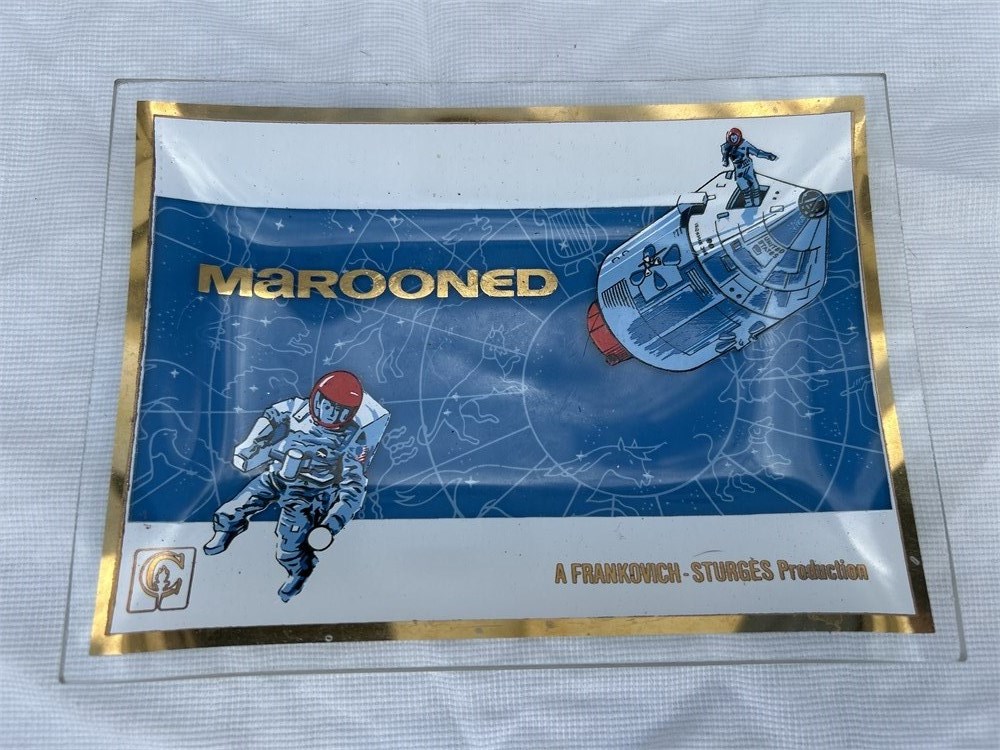 MaROONED
C
A FRANKOVICH - STURGES Production